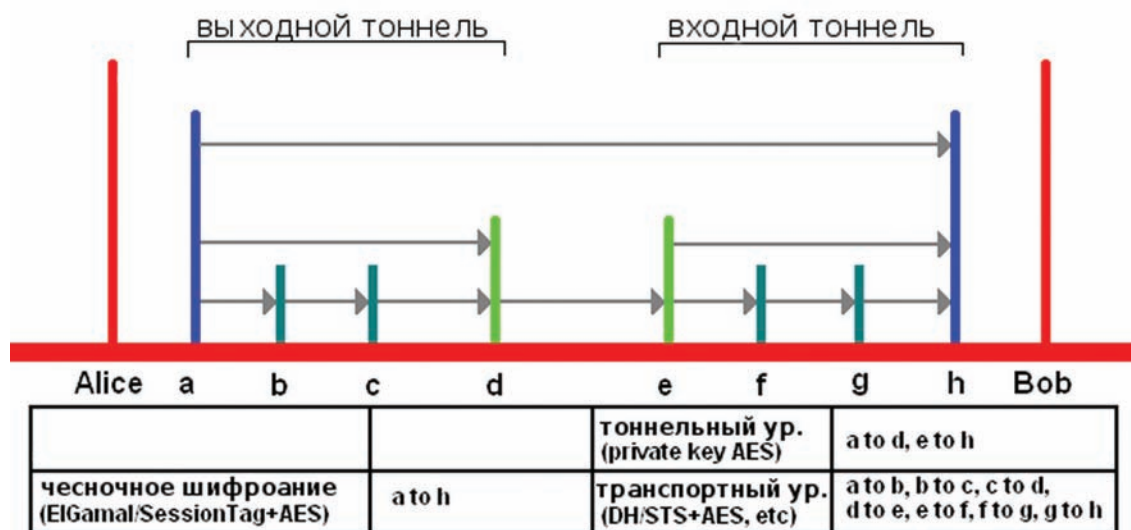 выходной тоннель входной тоннель
Alice a b c d e f g h Bob
тоннельный ур.
(private key AES)
a to d, e to h
чесночное шифроание
(ElGamal/SessionTag+AES)
a to h
транспортный ур.
(DH/STS+AES, etc)
a to b, b to c, c to d,
d to e, e to f, f to g, g to h